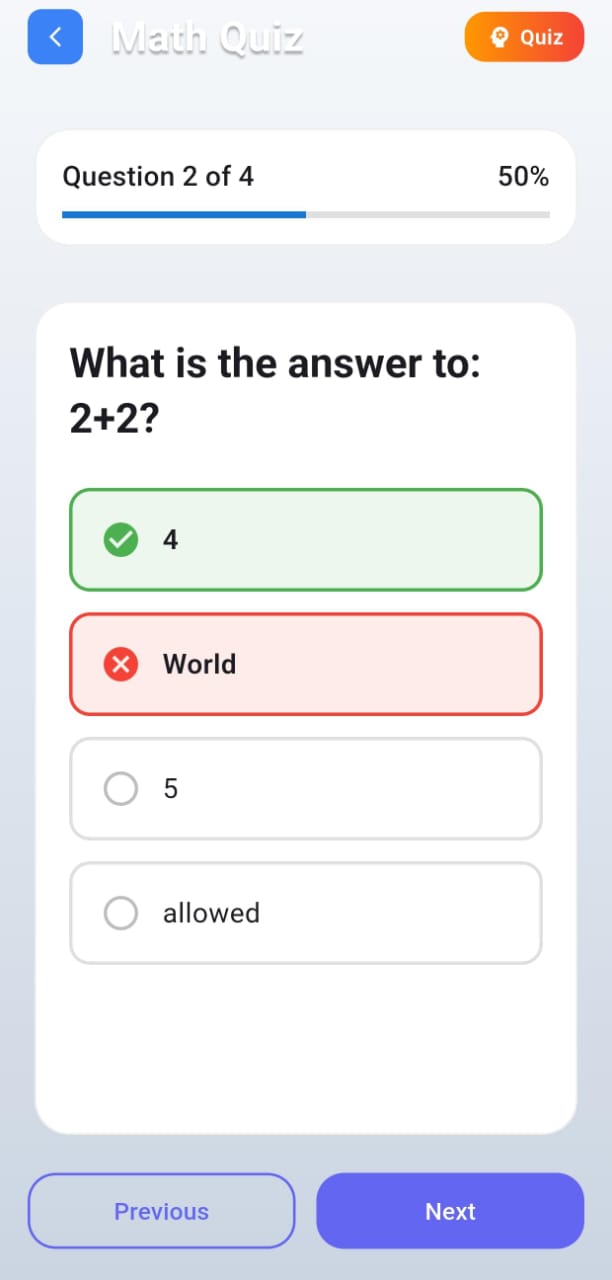 Math Quiz
Quiz
Question 2 of 4
50%
What is the answer to:
2+2?
4
World
5
allowed
Previous
Next